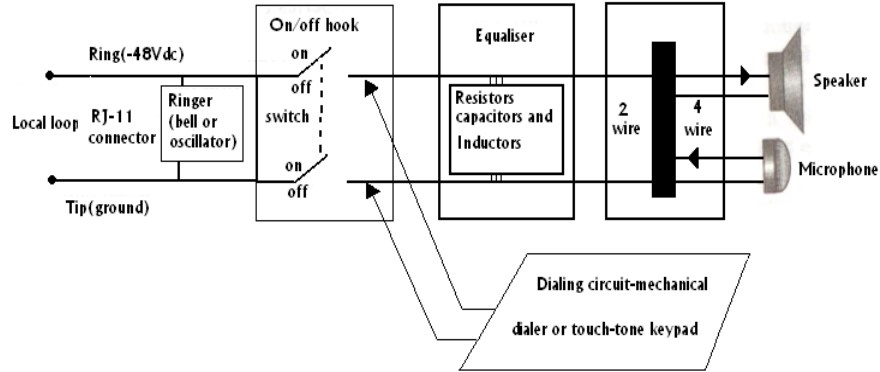 On/off hook
Equaliser
Ring(-48Vdc)
on
off
Speaker
Local loop
RJ-11
connector
Ringer
(bell or
oscillator)
switch
Resistors
capacitors and
Inductors
2
wire
4
wire
on
off
Microphone
Tip(ground)
Dialing circuit-mechanical
dialer or touch-tone keypad